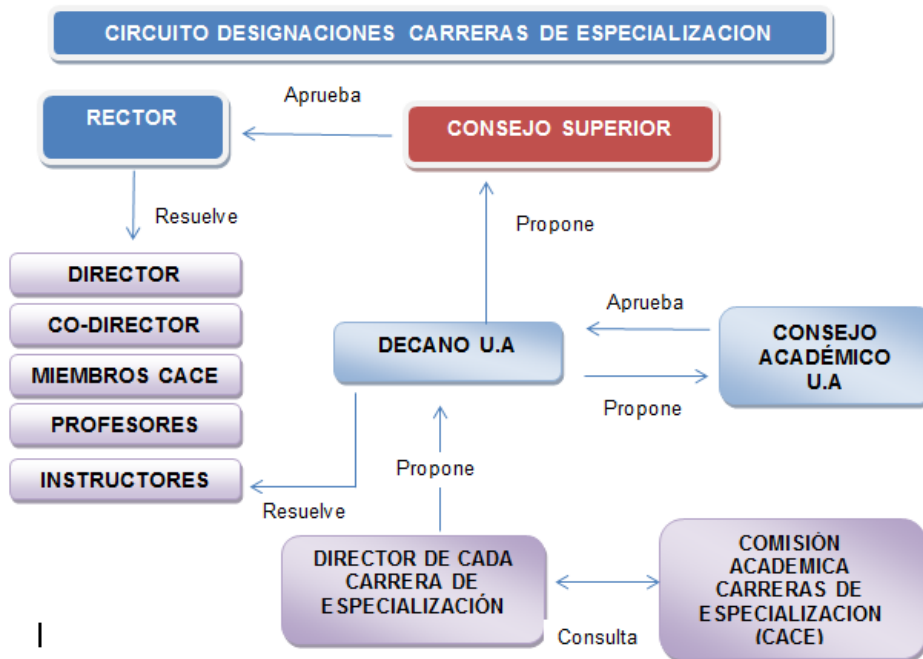 CIRCUITO DESIGNACIONES CARRERAS DE ESPECIALIZACION
Aprueba
RECTOR
CONSEJO SUPERIOR
Resuelve
Propone
DIRECTOR
CO-DIRECTOR
MIEMBROS CACE
PROFESORES
INSTRUCTORES
Aprueba
DECANO U.A
CONSEJO
ACADÉMICO
U.A
Propone
Propone
Resuelve
DIRECTOR DE CADA
CARRERA DE
ESPECIALIZACIÓN
COMISIÓN
ACADEMICA
CARRERAS DE
ESPECIALIZACION
(CACE)
Consulta